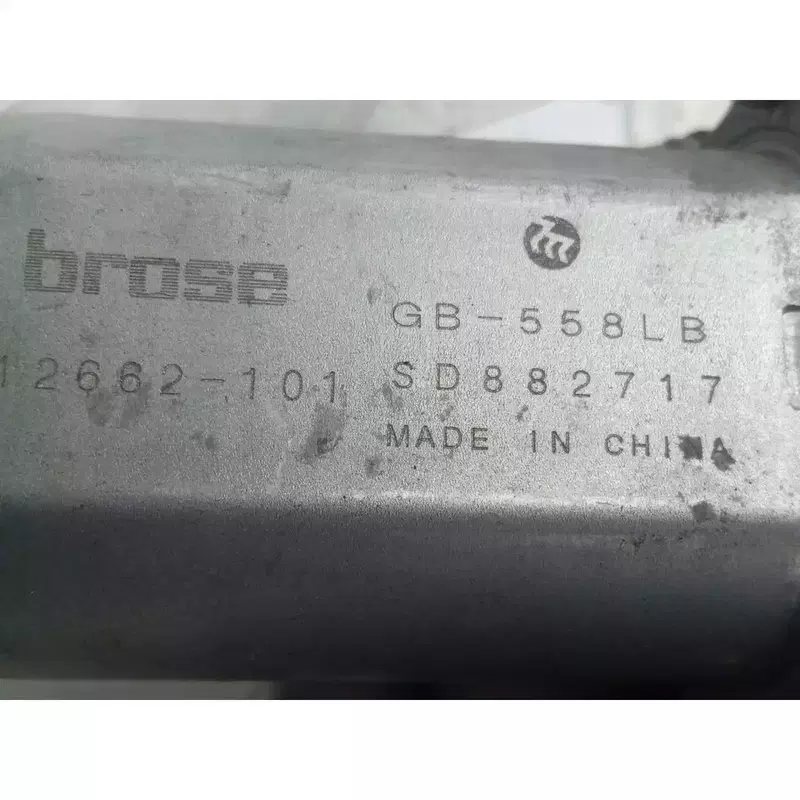 brose
GB-558LB
12662-101 SD882717
MADE IN CHINA